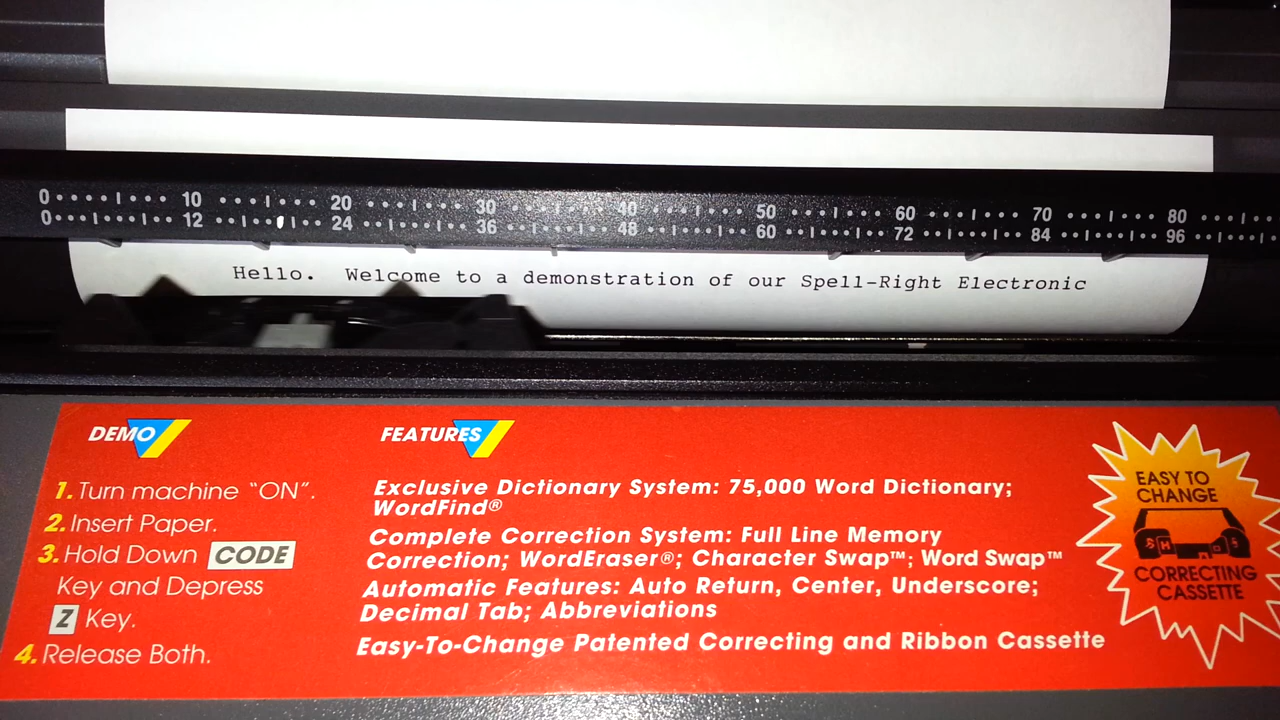 0 10 20 30 40 50 60 70 80
0 12 24 36 48 60 72 84 96
Hello.  Welcome to a demonstration of our Spell-Right Electronic
DEMO
1. Turn machine “ON”.
2. Insert Paper.
3. Hold Down CODE
Key and Depress
Z Key.
4. Release Both.
FEATURES
Exclusive Dictionary System: 75,000 Word Dictionary;
WordFind®
Complete Correction System: Full Line Memory
Correction; WordEraser®; Character Swap™; Word Swap™
Automatic Features: Auto Return, Center, Underscore;
Decimal Tab; Abbreviations
Easy-To-Change Patented Correcting and Ribbon Cassette
EASY TO
CHANGE
CORRECTING
CASSETTE